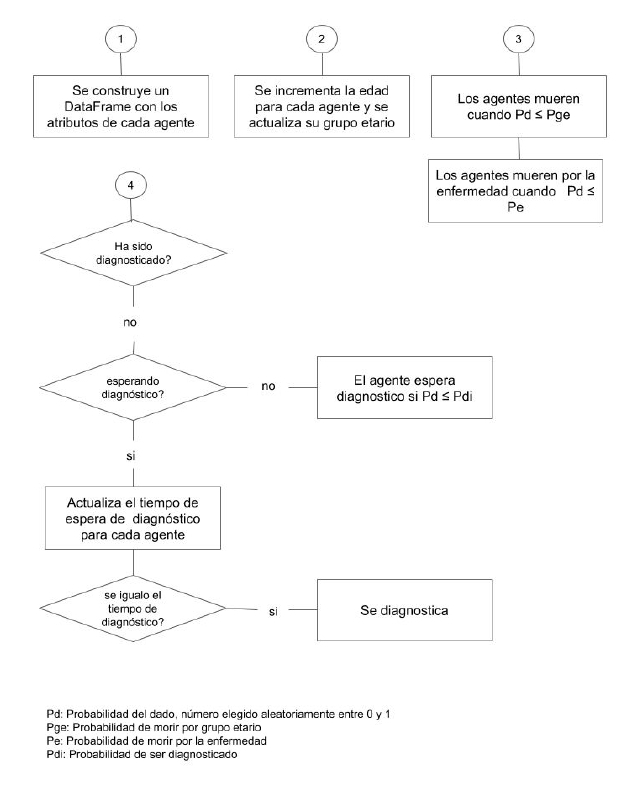 1
2
3
Se construye un
DataFrame con los
atributos de cada agente
Se incrementa la edad
para cada agente y se
actualiza su grupo etario
Los agentes mueren
cuando Pd ≤ Pge
Los agentes mueren por la
enfermedad cuando Pd ≤
Pe
4
Ha sido
diagnosticado?
no
esperando
diagnóstico?
no
El agente espera
diagnostico si Pd ≤ Pdi
si
Actualiza el tiempo de
espera de diagnóstico
para cada agente
se igualo el
tiempo de
diagnóstico?
si
Se diagnostica
Pd: Probabilidad del dado, número elegido aleatoriamente entre 0 y 1
Pge: Probabilidad de morir por grupo etario
Pe: Probabilidad de morir por la enfermedad
Pdi: Probabilidad de ser diagnosticado